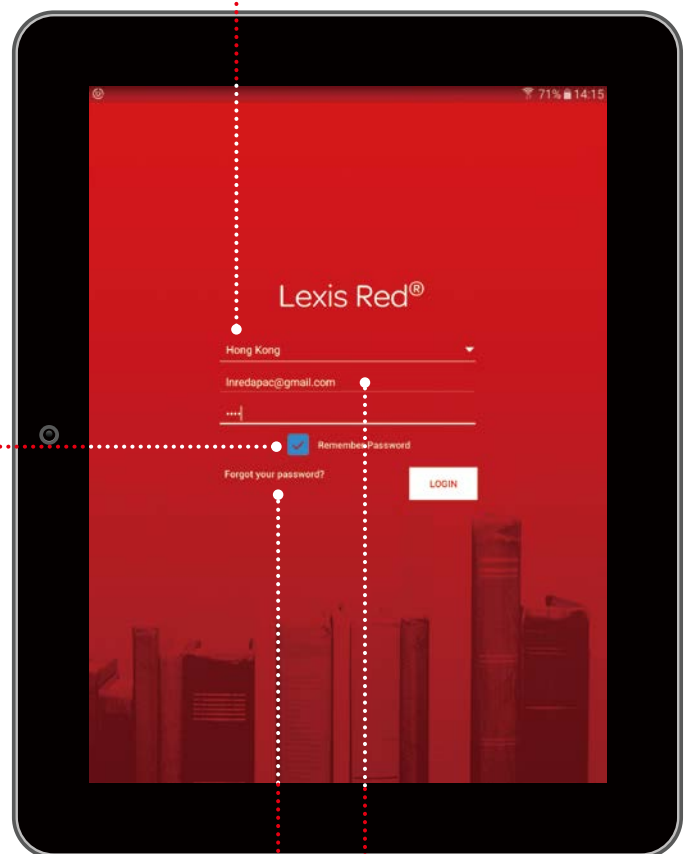 71% 14:15
Lexis Red®
Hong Kong
lnredapac@gmail.com
••••
Remember Password
Forgot your password?
LOGIN